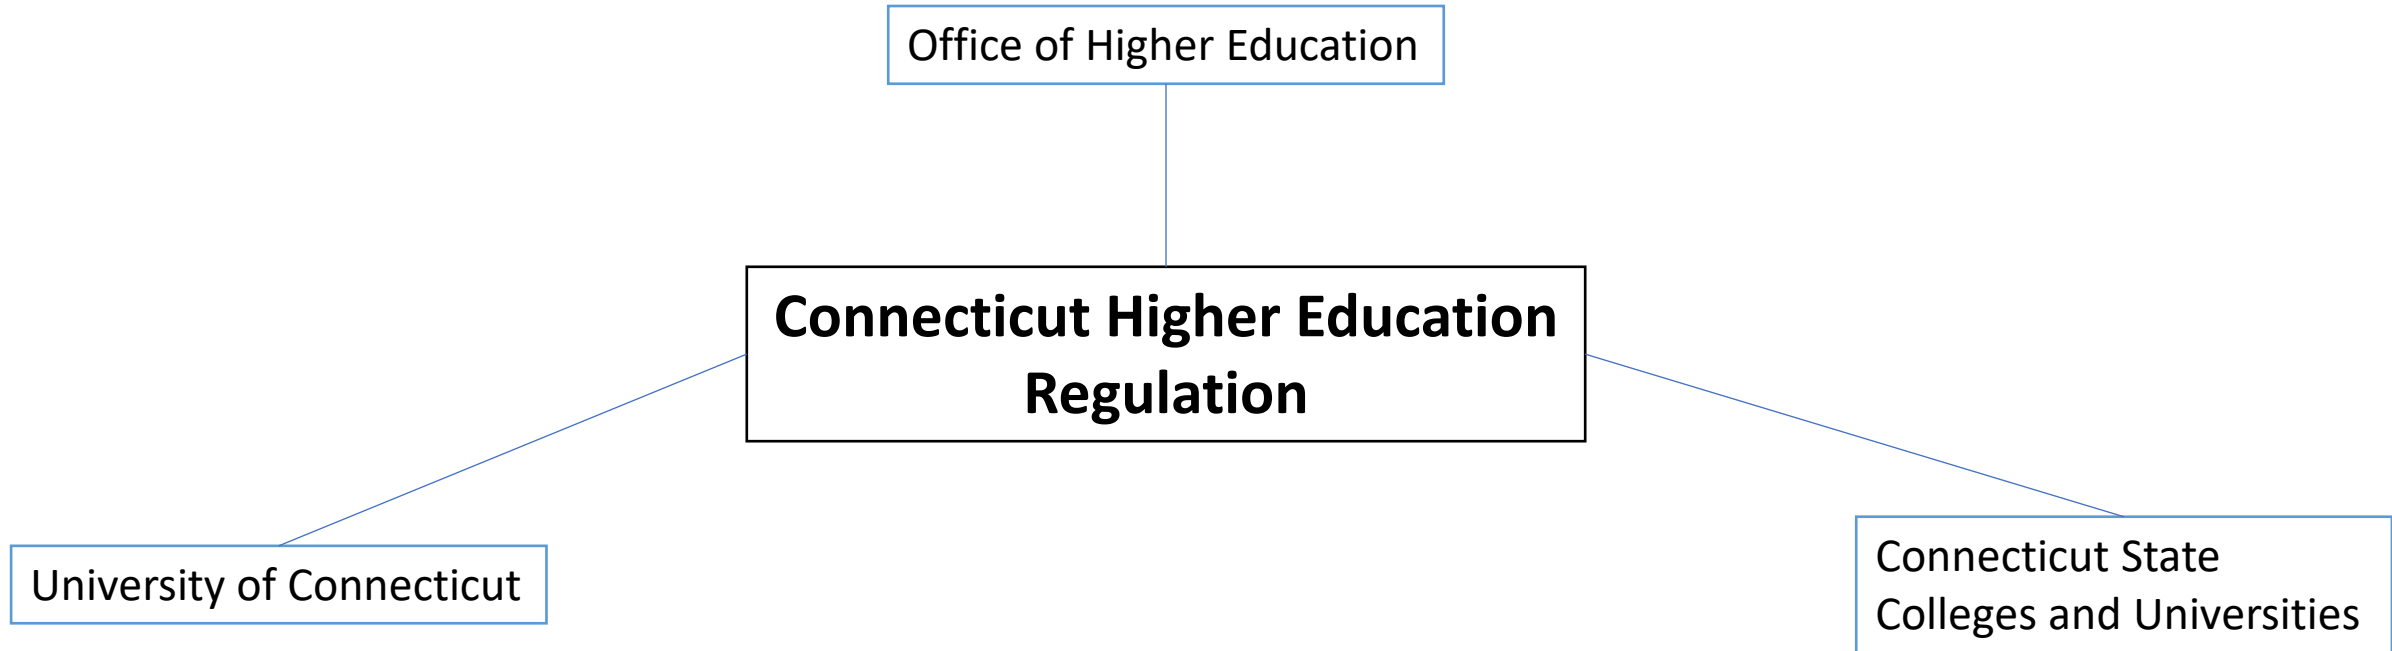 Office of Higher Education
Connecticut Higher Education
Regulation
University of Connecticut
Connecticut State
Colleges and Universities